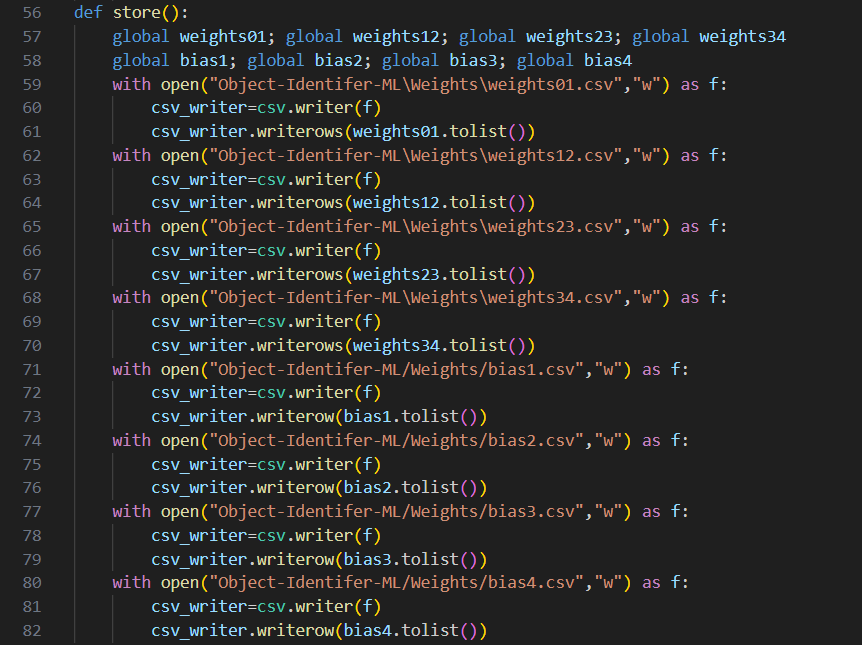 56 def store():
57     global weights01; global weights12; global weights23; global weights34
58     global bias1; global bias2; global bias3; global bias4
59     with open("Object-Identifer-ML\Weights\weights01.csv","w") as f:
60         csv_writer=csv.writer(f)
61         csv_writer.writerows(weights01.tolist())
62     with open("Object-Identifer-ML\Weights\weights12.csv","w") as f:
63         csv_writer=csv.writer(f)
64         csv_writer.writerows(weights12.tolist())
65     with open("Object-Identifer-ML\Weights\weights23.csv","w") as f:
66         csv_writer=csv.writer(f)
67         csv_writer.writerows(weights23.tolist())
68     with open("Object-Identifer-ML\Weights\weights34.csv","w") as f:
69         csv_writer=csv.writer(f)
70         csv_writer.writerows(weights34.tolist())
71     with open("Object-Identifer-ML/Weights/bias1.csv","w") as f:
72         csv_writer=csv.writer(f)
73         csv_writer.writerow(bias1.tolist())
74     with open("Object-Identifer-ML/Weights/bias2.csv","w") as f:
75         csv_writer=csv.writer(f)
76         csv_writer.writerow(bias2.tolist())
77     with open("Object-Identifer-ML/Weights/bias3.csv","w") as f:
78         csv_writer=csv.writer(f)
79         csv_writer.writerow(bias3.tolist())
80     with open("Object-Identifer-ML/Weights/bias4.csv","w") as f:
81         csv_writer=csv.writer(f)
82         csv_writer.writerow(bias4.tolist())